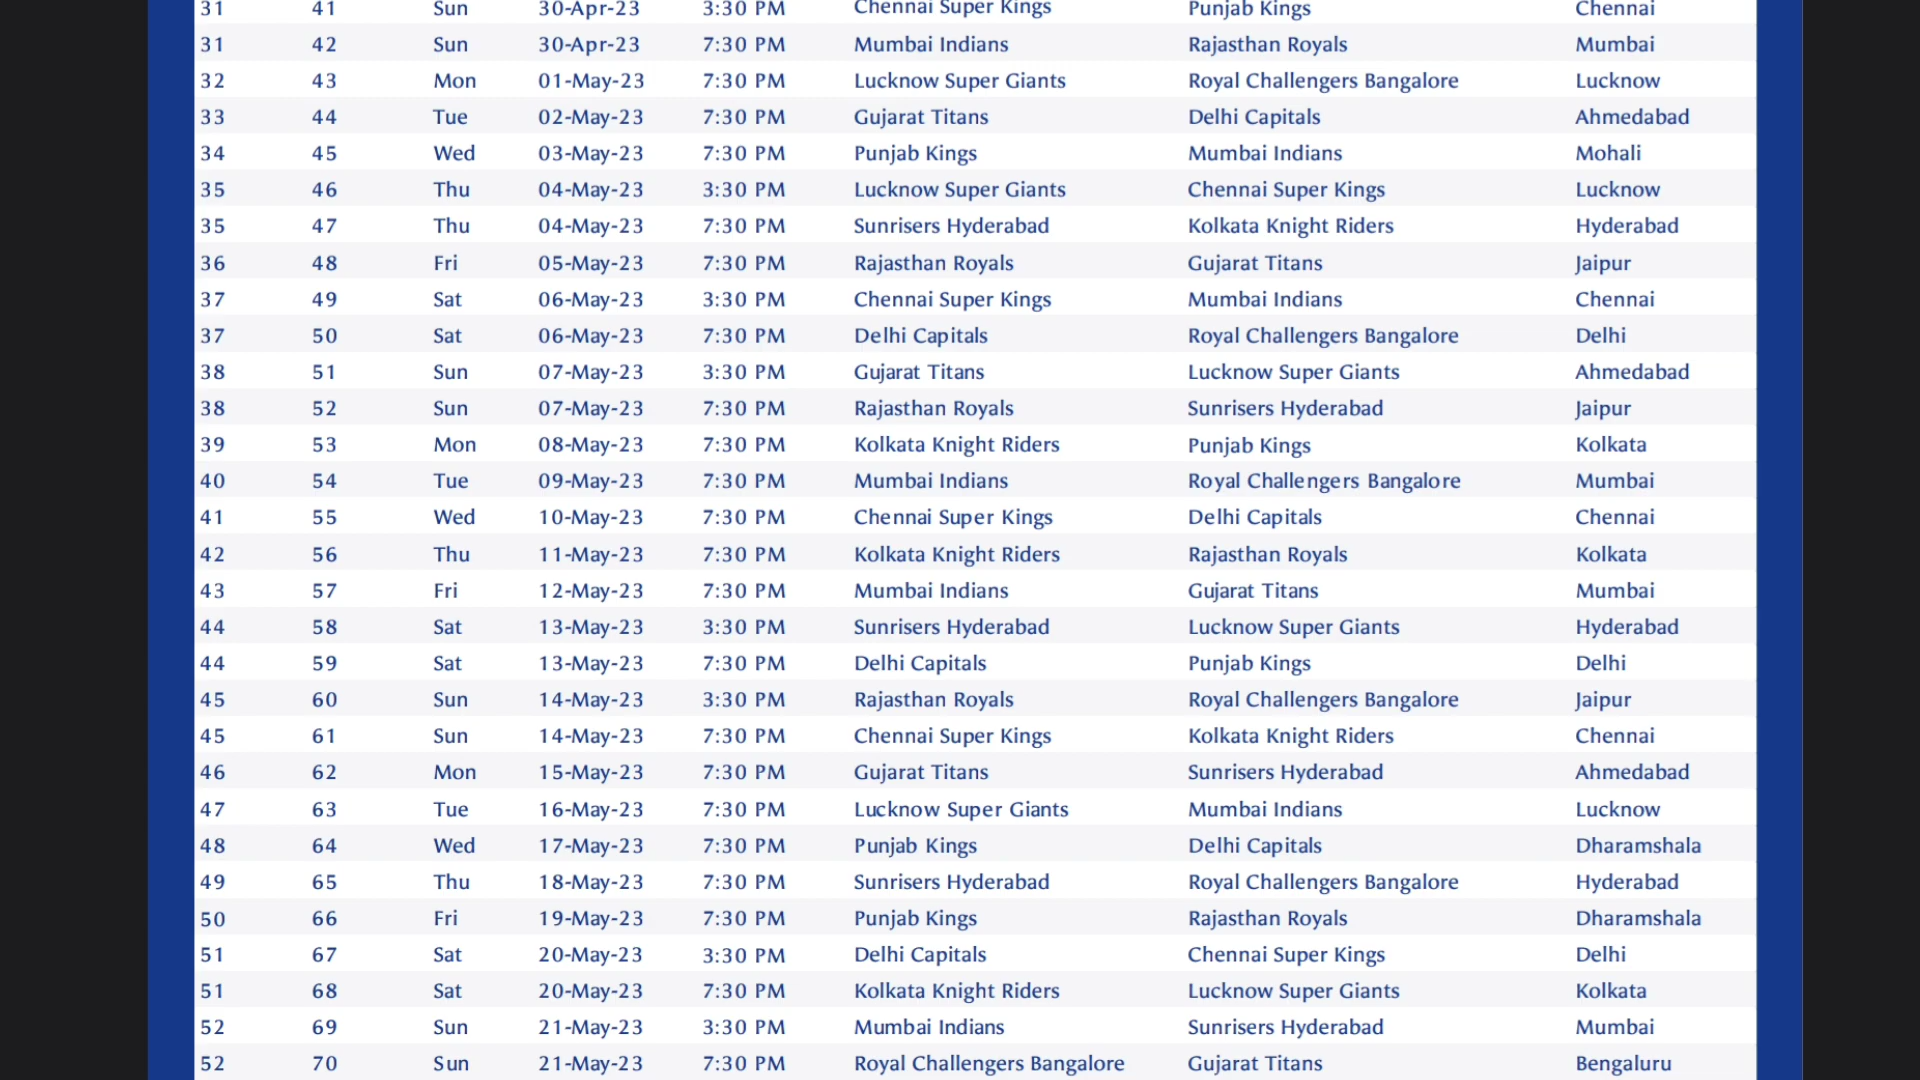 31 41 Sun 30-Apr-23 3:30 PM Chennai Super Kings Punjab Kings Chennai
31 42 Sun 30-Apr-23 7:30 PM Mumbai Indians Rajasthan Royals Mumbai
32 43 Mon 01-May-23 7:30 PM Lucknow Super Giants Royal Challengers Bangalore Lucknow
33 44 Tue 02-May-23 7:30 PM Gujarat Titans Delhi Capitals Ahmedabad
34 45 Wed 03-May-23 7:30 PM Punjab Kings Mumbai Indians Mohali
35 46 Thu 04-May-23 3:30 PM Lucknow Super Giants Chennai Super Kings Lucknow
35 47 Thu 04-May-23 7:30 PM Sunrisers Hyderabad Kolkata Knight Riders Hyderabad
36 48 Fri 05-May-23 7:30 PM Rajasthan Royals Gujarat Titans Jaipur
37 49 Sat 06-May-23 3:30 PM Chennai Super Kings Mumbai Indians Chennai
37 50 Sat 06-May-23 7:30 PM Delhi Capitals Royal Challengers Bangalore Delhi
38 51 Sun 07-May-23 3:30 PM Gujarat Titans Lucknow Super Giants Ahmedabad
38 52 Sun 07-May-23 7:30 PM Rajasthan Royals Sunrisers Hyderabad Jaipur
39 53 Mon 08-May-23 7:30 PM Kolkata Knight Riders Punjab Kings Kolkata
40 54 Tue 09-May-23 7:30 PM Mumbai Indians Royal Challengers Bangalore Mumbai
41 55 Wed 10-May-23 7:30 PM Chennai Super Kings Delhi Capitals Chennai
42 56 Thu 11-May-23 7:30 PM Kolkata Knight Riders Rajasthan Royals Kolkata
43 57 Fri 12-May-23 7:30 PM Mumbai Indians Gujarat Titans Mumbai
44 58 Sat 13-May-23 3:30 PM Sunrisers Hyderabad Lucknow Super Giants Hyderabad
44 59 Sat 13-May-23 7:30 PM Delhi Capitals Punjab Kings Delhi
45 60 Sun 14-May-23 3:30 PM Rajasthan Royals Royal Challengers Bangalore Jaipur
45 61 Sun 14-May-23 7:30 PM Chennai Super Kings Kolkata Knight Riders Chennai
46 62 Mon 15-May-23 7:30 PM Gujarat Titans Sunrisers Hyderabad Ahmedabad
47 63 Tue 16-May-23 7:30 PM Lucknow Super Giants Mumbai Indians Lucknow
48 64 Wed 17-May-23 7:30 PM Punjab Kings Delhi Capitals Dharamshala
49 65 Thu 18-May-23 7:30 PM Sunrisers Hyderabad Royal Challengers Bangalore Hyderabad
50 66 Fri 19-May-23 7:30 PM Punjab Kings Rajasthan Royals Dharamshala
51 67 Sat 20-May-23 3:30 PM Delhi Capitals Chennai Super Kings Delhi
51 68 Sat 20-May-23 7:30 PM Kolkata Knight Riders Lucknow Super Giants Kolkata
52 69 Sun 21-May-23 3:30 PM Mumbai Indians Sunrisers Hyderabad Mumbai
52 70 Sun 21-May-23 7:30 PM Royal Challengers Bangalore Gujarat Titans Bengaluru